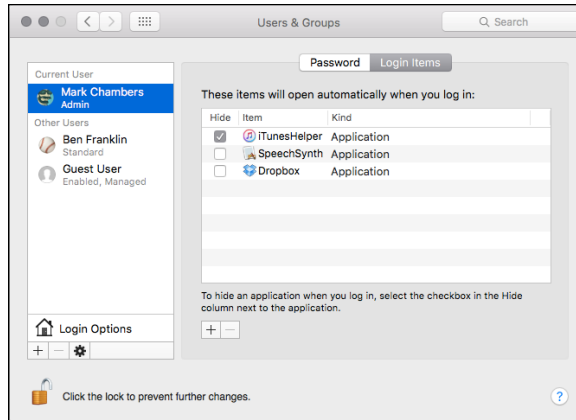 Users & Groups
Search
Password
Login Items
Current User
Mark Chambers
Admin
Other Users
Ben Franklin
Standard
Guest User
Enabled, Managed
Login Options
These items will open automatically when you log in:
Hide Item Kind
iTunesHelper Application
SpeechSynth Application
Dropbox Application
To hide an application when you log in, select the checkbox in the Hide
column next to the application.
Click the lock to prevent further changes.
?